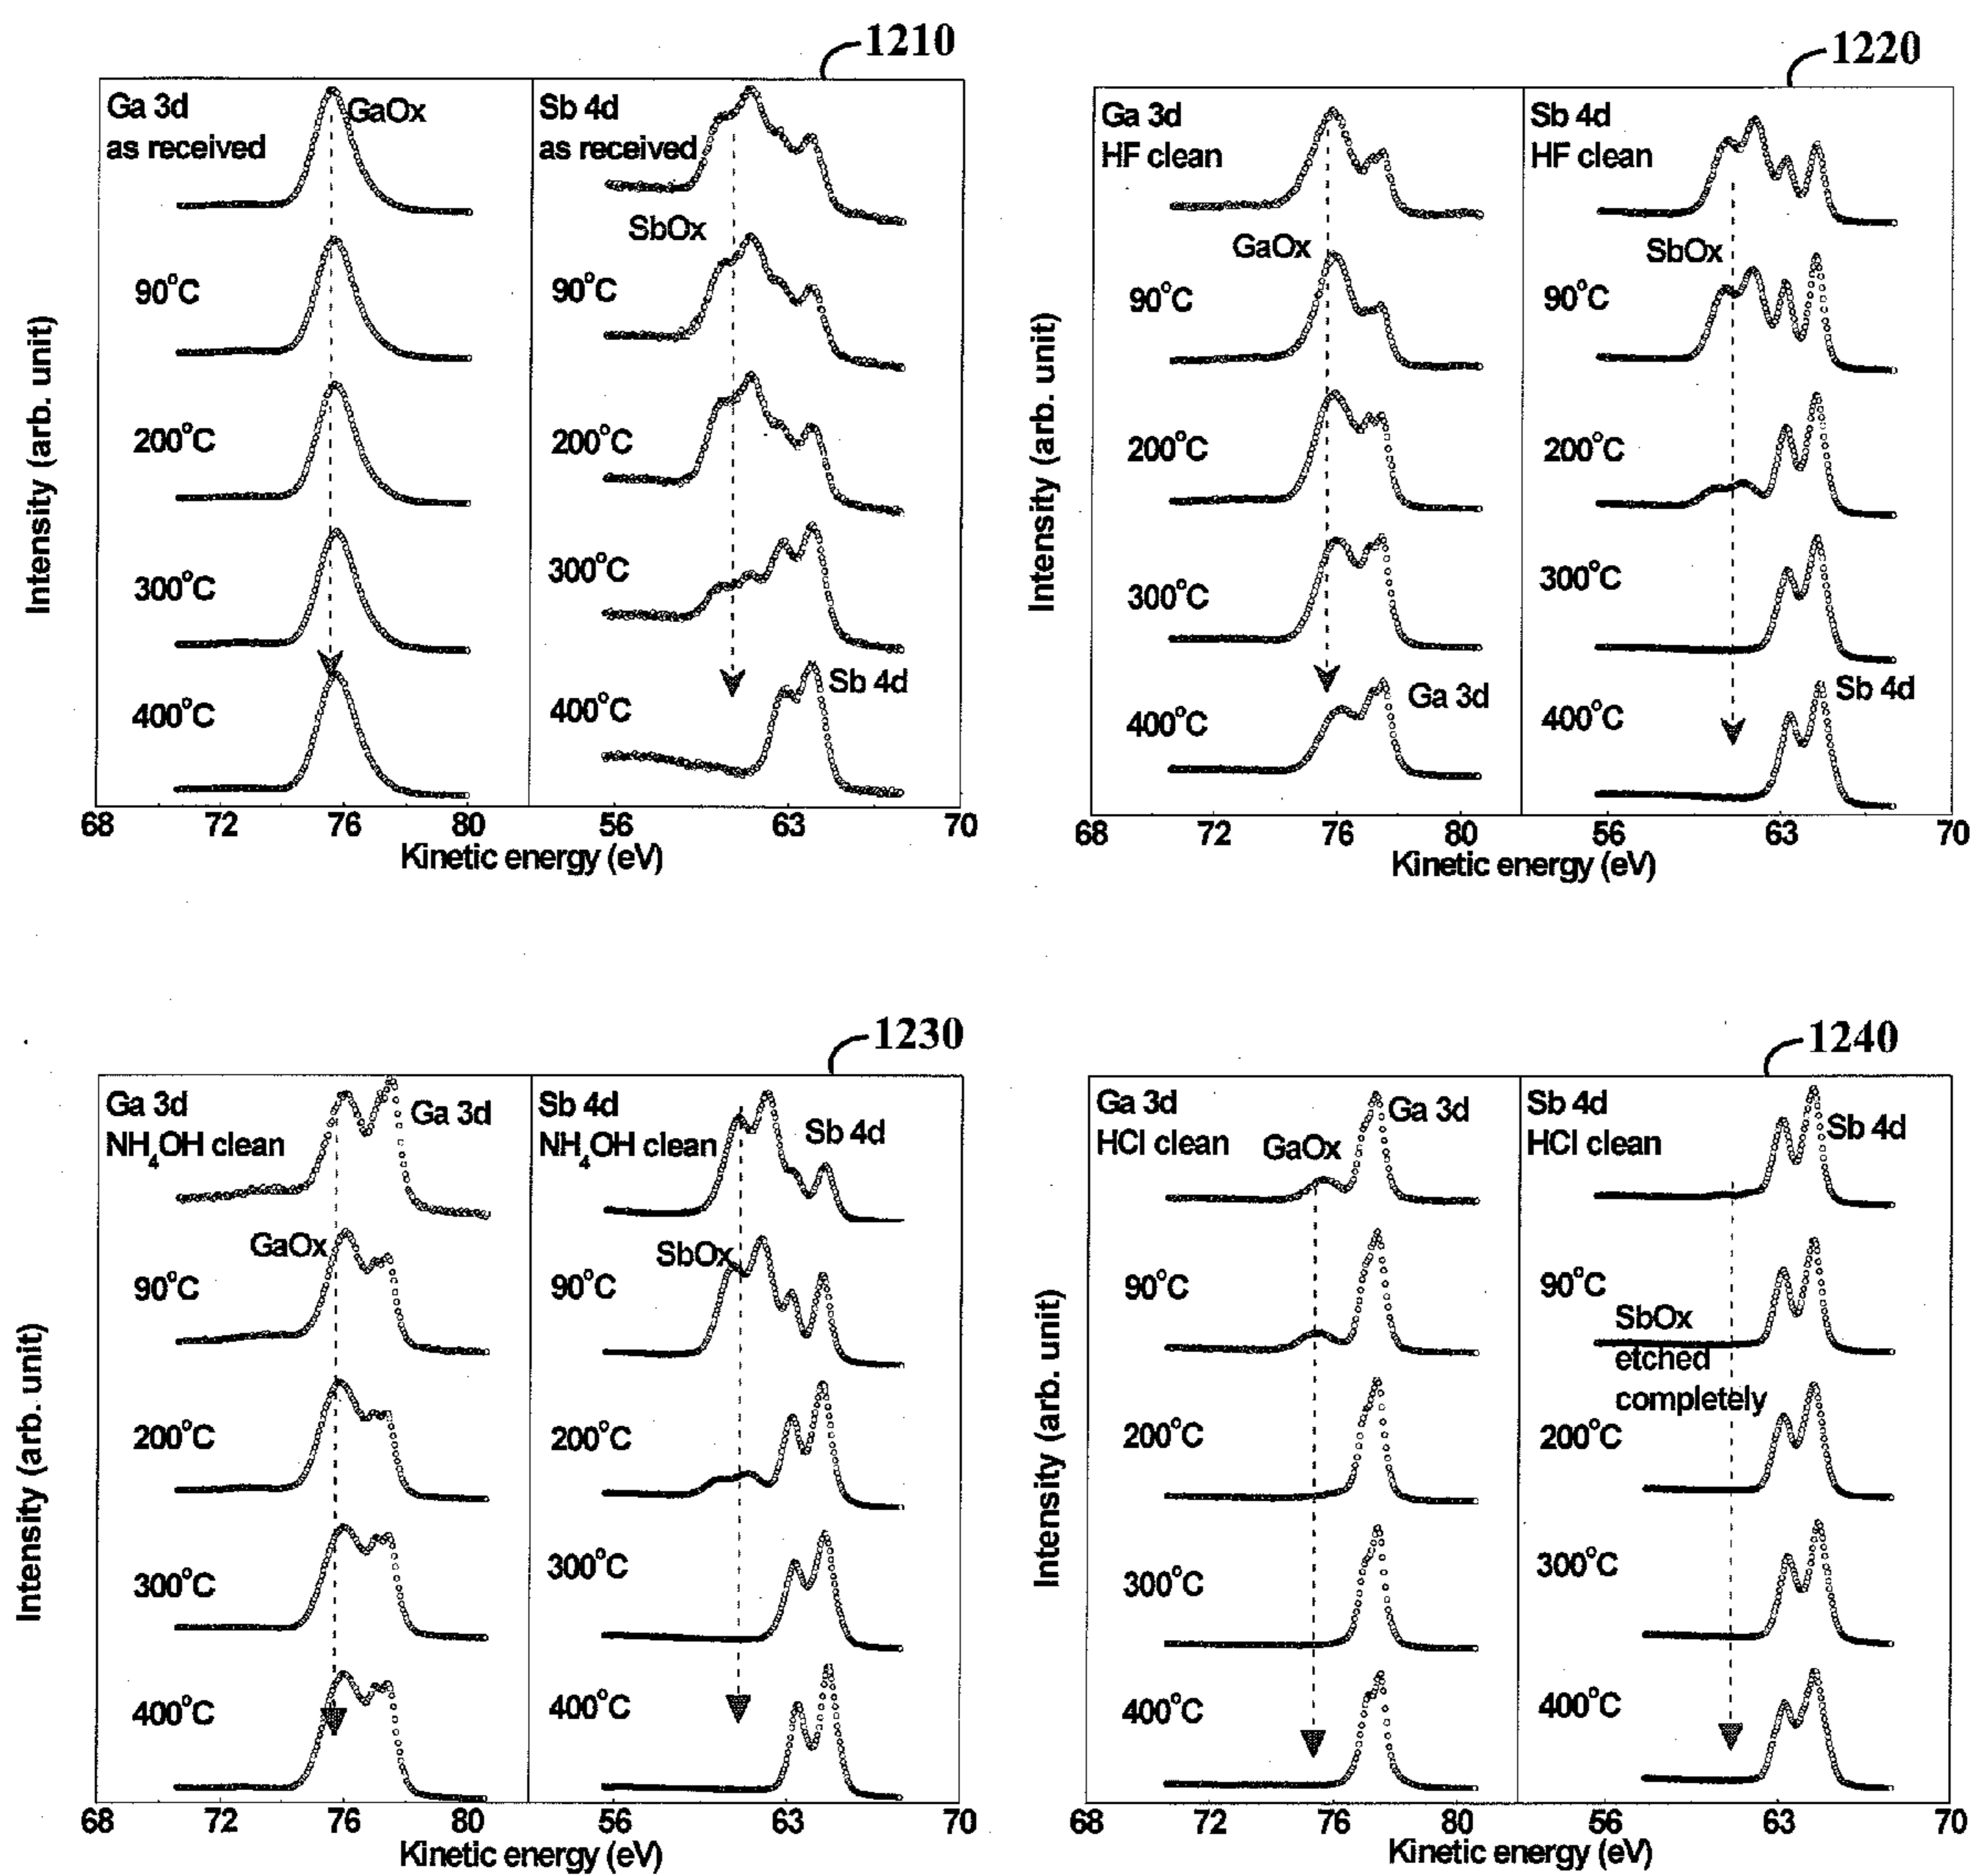 1210
Ga 3d
as received
GaOx
90°C
200°C
300°C
400°C
Sb 4d
as received
SbOx
90°C
200°C
300°C
400°C
Sb 4d
Intensity (arb. unit)
68 72 76 80 56 63 70
Kinetic energy (eV)
1220
Ga 3d
HF clean
GaOx
90°C
200°C
300°C
400°C
Ga 3d
Sb 4d
HF clean
SbOx
90°C
200°C
300°C
400°C
Sb 4d
Intensity (arb. unit)
68 72 76 80 56 63 70
Kinetic energy (eV)
1230
Ga 3d
NH₄OH clean
Ga 3d
GaOx
90°C
200°C
300°C
400°C
Sb 4d
NH₄OH clean
Sb 4d
SbOx
90°C
200°C
300°C
400°C
Intensity (arb. unit)
68 72 76 80 56 63 70
Kinetic energy (eV)
1240
Ga 3d
HCl clean
GaOx
Ga 3d
90°C
200°C
300°C
400°C
Sb 4d
HCl clean
Sb 4d
90°C
SbOx
etched
completely
200°C
300°C
400°C
Intensity (arb. unit)
68 72 76 80 56 63 70
Kinetic energy (eV)